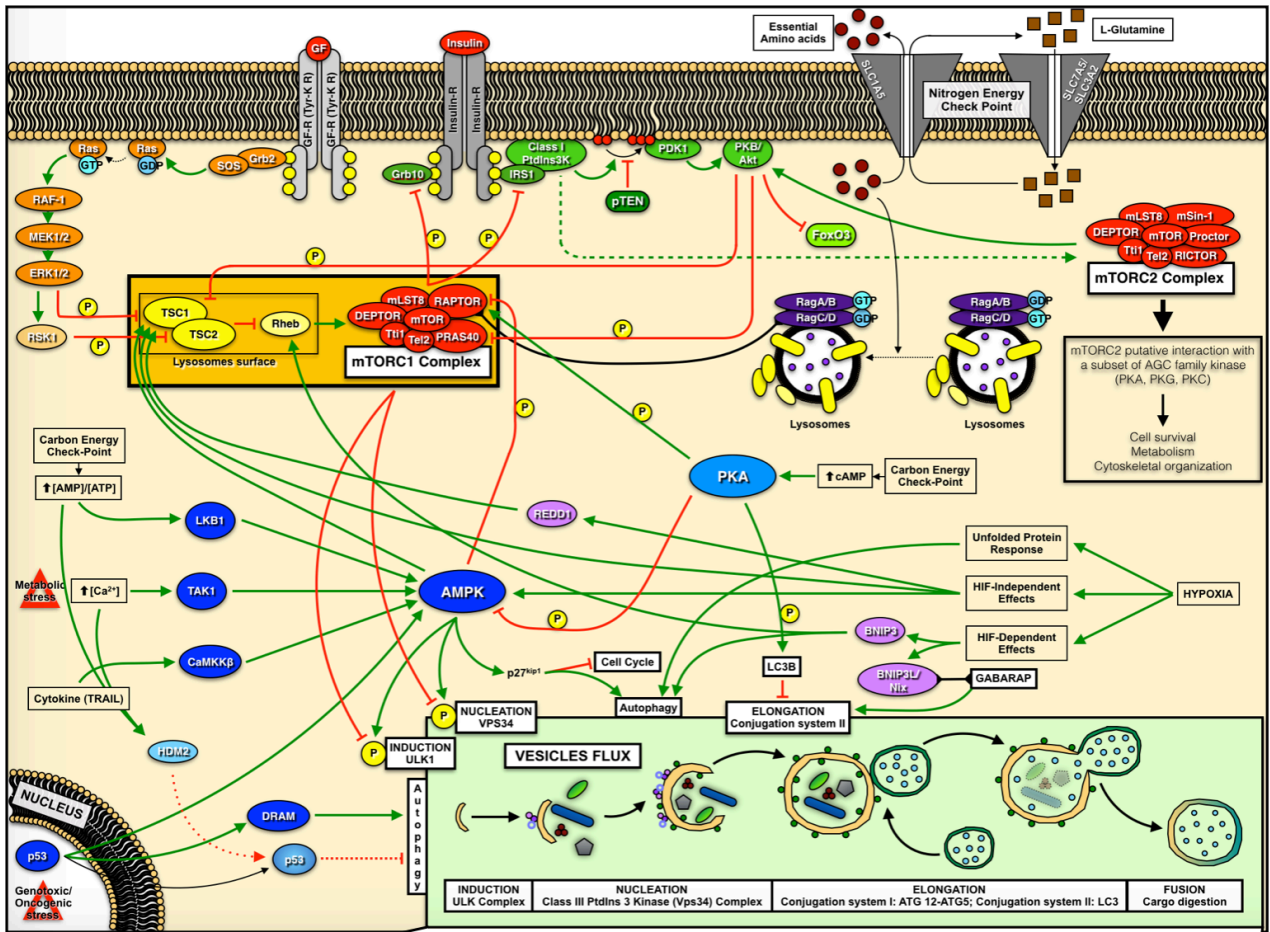 Essential
Amino acids
L-Glutamine
GF
Insulin
GF-R (Tyr-K R)
GF-R (Tyr-K R)
Insulin-R
Insulin-R
SLC1A5
SLC7A5/
SLC3A2
Nitrogen Energy
Check Point
Ras
GTP
Ras
GDP
SOS
Grb2
Grb10
Class I
PtdIns3K
IRS1
PDK1
PKB/
Akt
pTEN
FoxO3
RAF-1
MEK1/2
ERK1/2
RSK1
P
P
P
P
P
P
P
P
P
P
P
P
TSC1
TSC2
Rheb
Lysosomes surface
mLST8
RAPTOR
DEPTOR
mTOR
Tti1
Tel2
PRAS40
mTORC1 Complex
mLST8
mSin-1
DEPTOR
mTOR
Proctor
Tti1
Tel2
RICTOR
mTORC2 Complex
RagA/B
GTP
RagC/D
GDP
Lysosomes
RagA/B
GDP
RagC/D
GTP
Lysosomes
mTORC2 putative interaction with
a subset of AGC family kinase
(PKA, PKG, PKC)
Cell survival
Metabolism
Cytoskeletal organization
Carbon Energy
Check-Point
⬆[AMP]/[ATP]
LKB1
Metabolic
stress
⬆[Ca²⁺]
TAK1
CaMKKβ
Cytokine (TRAIL)
HDM2
REDD1
AMPK
PKA
⬆cAMP
Carbon Energy
Check-Point
Unfolded Protein
Response
HIF-Independent
Effects
HIF-Dependent
Effects
HYPOXIA
BNIP3
BNIP3L/
Nix
GABARAP
p27ᵏⁱᵖ¹
Cell Cycle
LC3B
Autophagy
NUCLEATION
VPS34
INDUCTION
ULK1
ELONGATION
Conjugation system II
NUCLEUS
p53
Genotoxic/
Oncogenic
stress
DRAM
p53
Autophagy
VESICLES FLUX
INDUCTION
ULK Complex
NUCLEATION
Class III PtdIns 3 Kinase (Vps34) Complex
ELONGATION
Conjugation system I: ATG 12-ATG5; Conjugation system II: LC3
FUSION
Cargo digestion